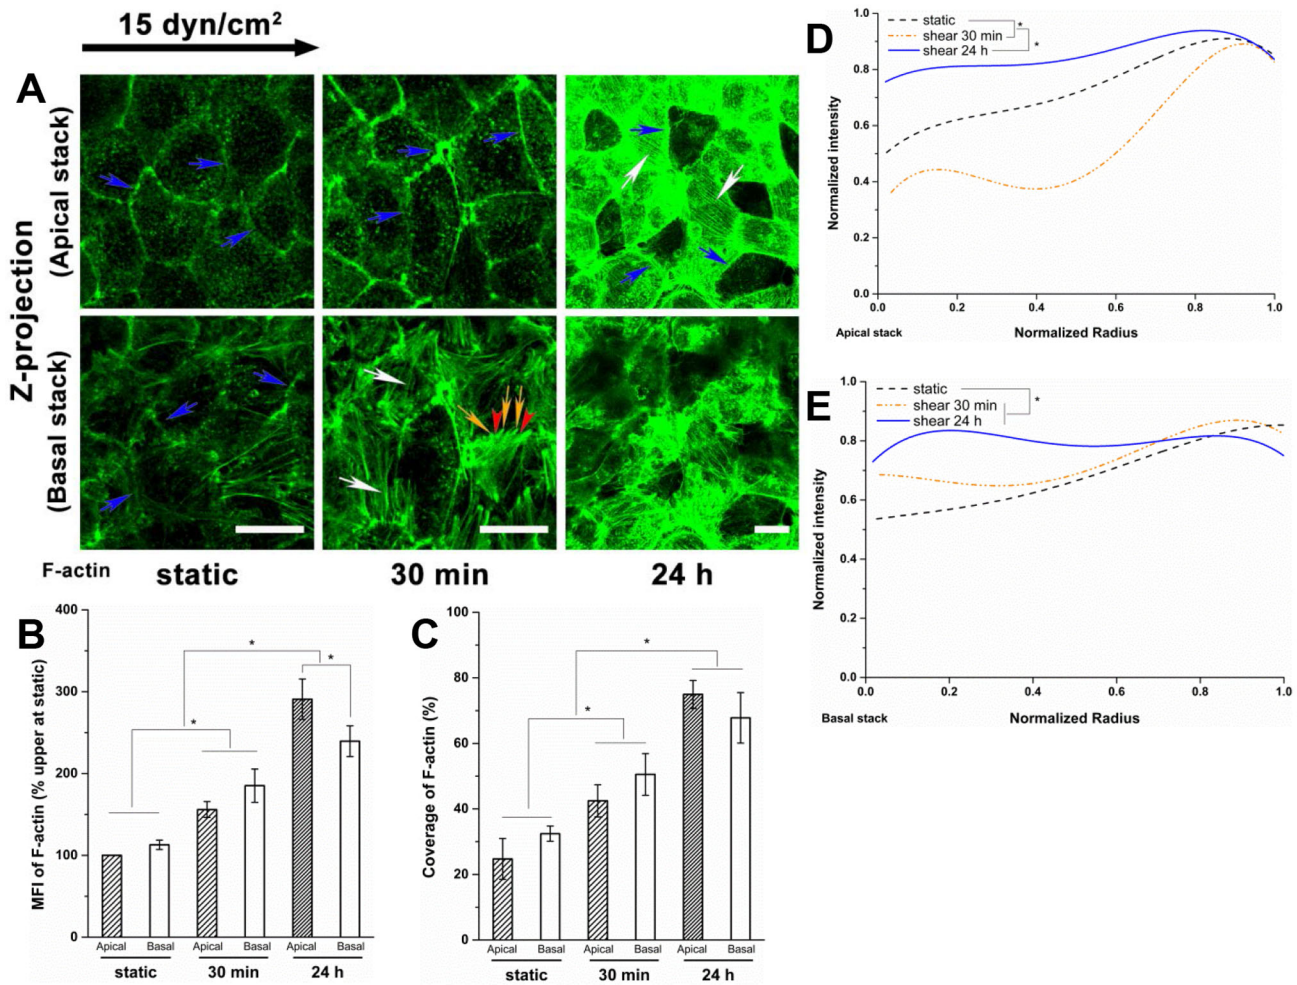 15 dyn/cm²
A
Z-projection
(Apical stack)
(Basal stack)
F-actin static 30 min 24 h
B
MFI of F-actin (% upper at static)
400
300
200
100
0
Apical Basal Apical Basal Apical Basal
static 30 min 24 h
*
*
*
C
Coverage of F-actin (%)
100
80
60
40
20
0
Apical Basal Apical Basal Apical Basal
static 30 min 24 h
*
*
D
static
shear 30 min
shear 24 h
*
*
Normalized intensity
1.0
0.8
0.6
0.4
0.2
0.0
0.0 0.2 0.4 0.6 0.8 1.0
Apical stack
Normalized Radius
E
static
shear 30 min
shear 24 h
*
Normalized intensity
1.0
0.8
0.6
0.4
0.2
0.0
0.0 0.2 0.4 0.6 0.8 1.0
Basal stack
Normalized Radius